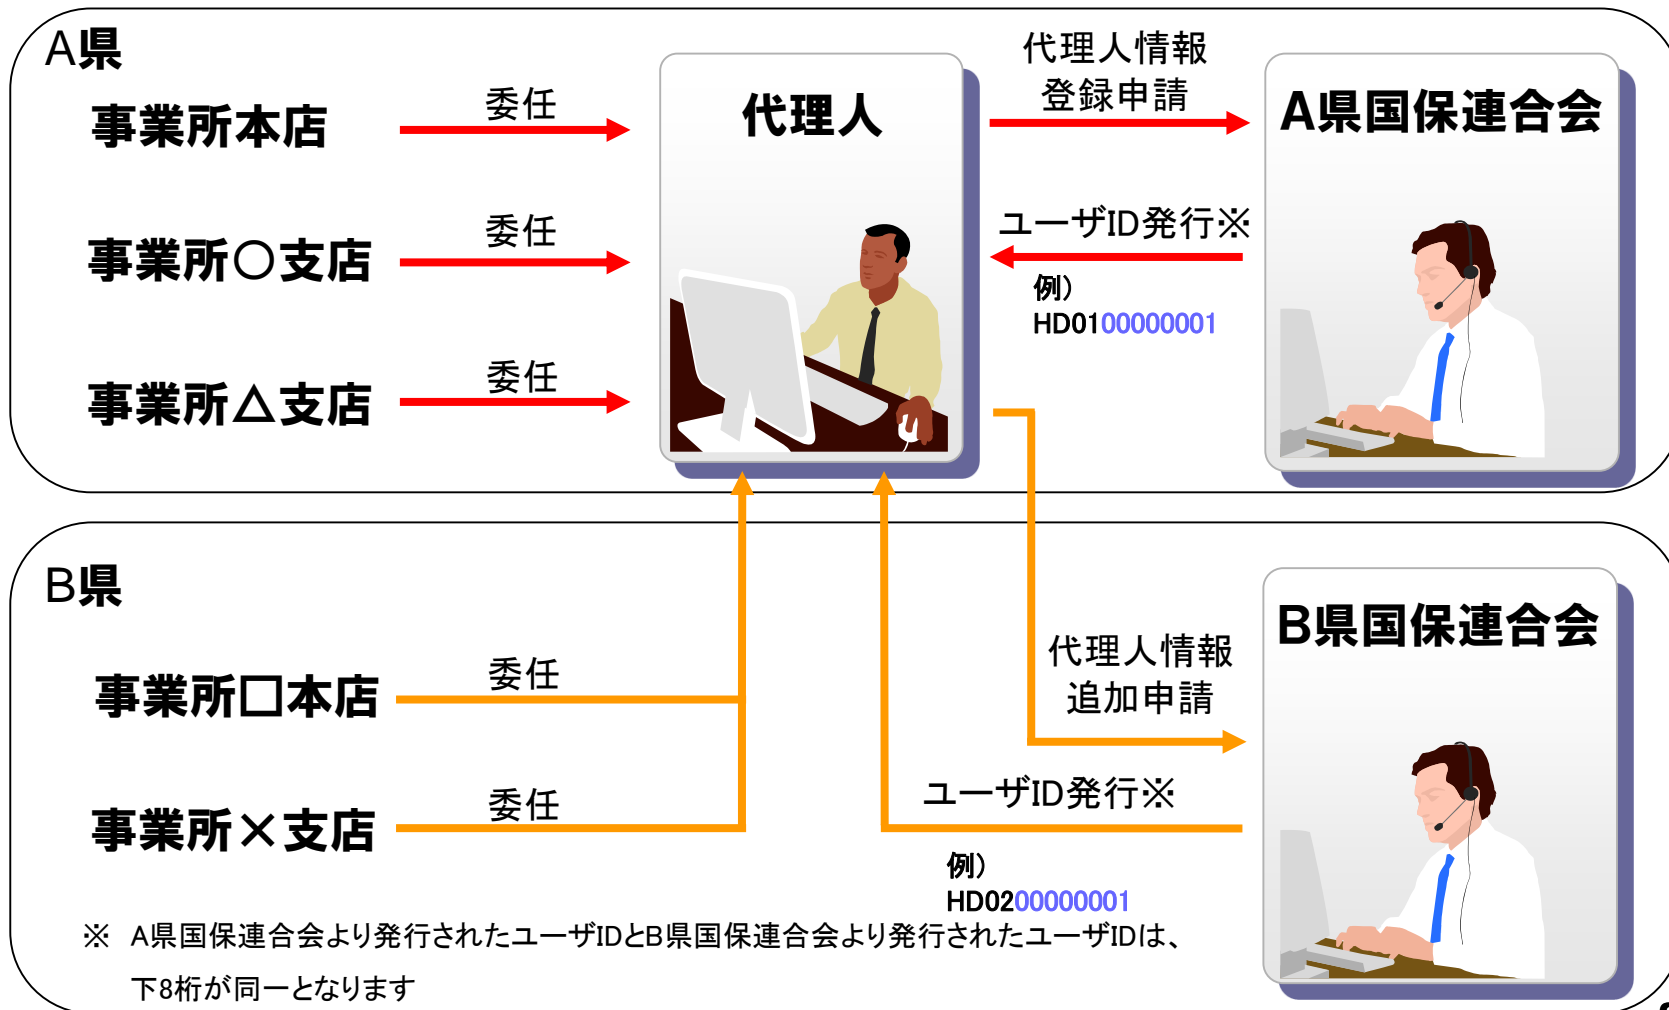 A県
事業所本店
委任
代理人
代理人情報
登録申請
A県国保連合会
事業所○支店
委任
ユーザID発行※
例)
HD0100000001
事業所△支店
委任
B県
B県国保連合会
事業所□本店
委任
代理人情報
追加申請
事業所×支店
委任
ユーザID発行※
例)
HD0200000001
※ A県国保連合会より発行されたユーザIDとB県国保連合会より発行されたユーザIDは、
下8桁が同一となります